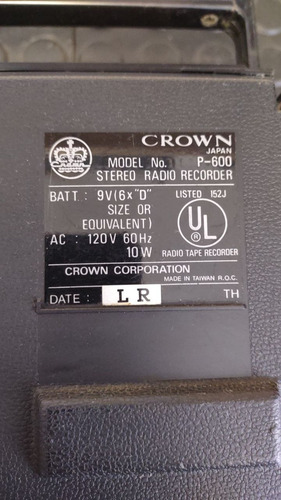 CROWN
JAPAN
MODEL No. P-600
STEREO RADIO RECORDER
BATT: 9V(6x"D"
SIZE OR
EQUIVALENT)
AC: 120V 60Hz
10W
LISTED 152J
UL
®
RADIO TAPE RECORDER
CROWN CORPORATION
MADE IN TAIWAN R.O.C.
DATE: L R TH